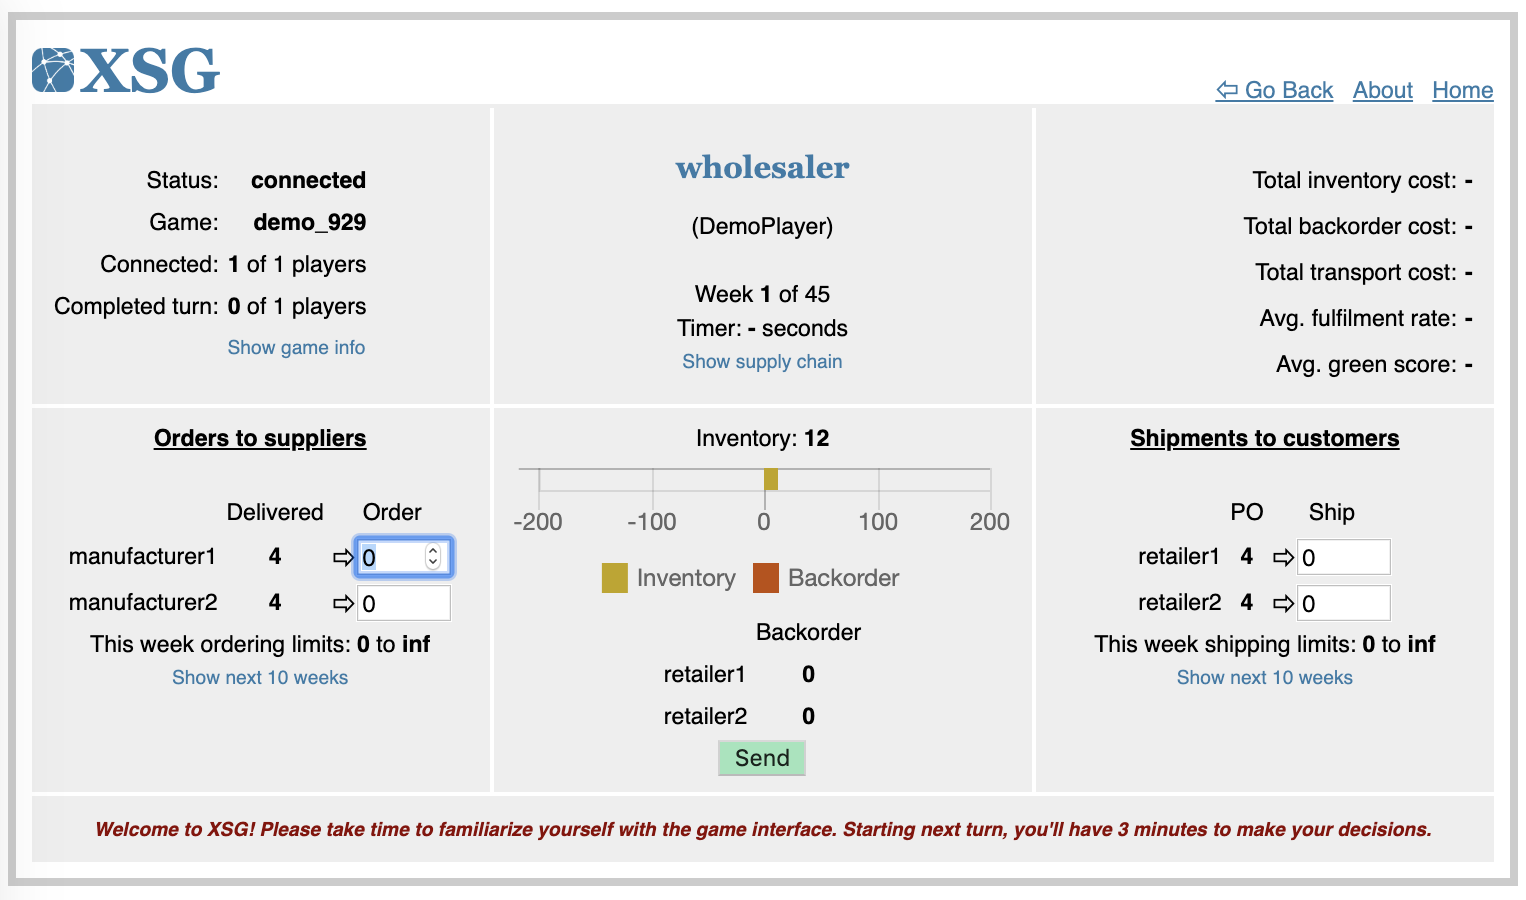 XSG
⇦ Go Back About Home
Status: connected
Game: demo_929
Connected: 1 of 1 players
Completed turn: 0 of 1 players
Show game info
wholesaler
(DemoPlayer)
Week 1 of 45
Timer: - seconds
Show supply chain
Total inventory cost: -
Total backorder cost: -
Total transport cost: -
Avg. fulfilment rate: -
Avg. green score: -
Orders to suppliers
Delivered Order
manufacturer1 4 ⇨ 0
manufacturer2 4 ⇨ 0
This week ordering limits: 0 to inf
Show next 10 weeks
Inventory: 12
-200 -100 0 100 200
Inventory Backorder
Backorder
retailer1 0
retailer2 0
Send
Shipments to customers
PO Ship
retailer1 4 ⇨ 0
retailer2 4 ⇨ 0
This week shipping limits: 0 to inf
Show next 10 weeks
Welcome to XSG! Please take time to familiarize yourself with the game interface. Starting next turn, you'll have 3 minutes to make your decisions.